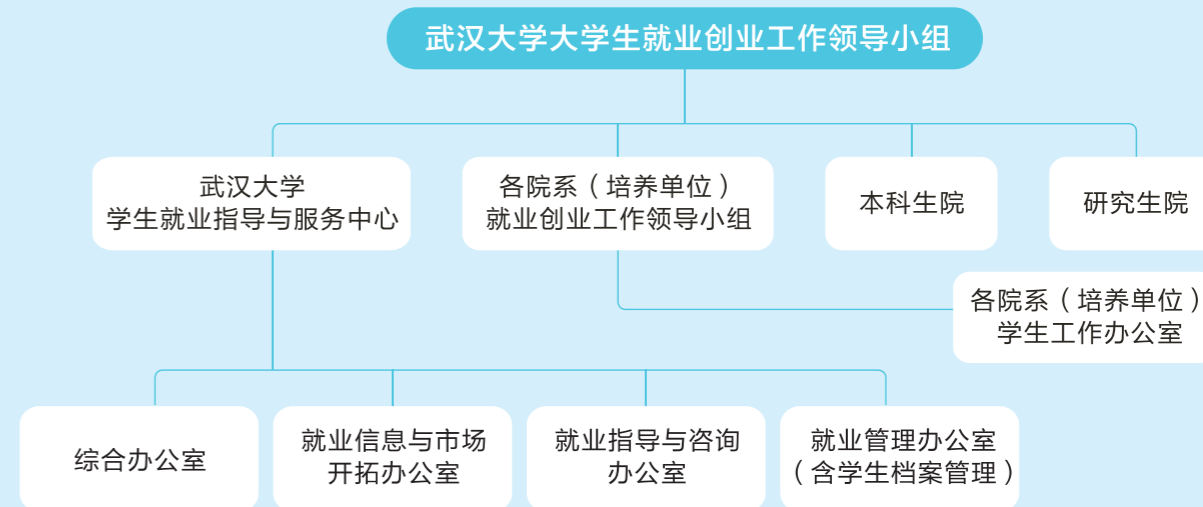 武汉大学大学生就业创业工作领导小组
武汉大学
学生就业指导与服务中心
各院系（培养单位）
就业创业工作领导小组
本科生院
研究生院
各院系（培养单位）
学生工作办公室
综合办公室
就业信息与市场
开拓办公室
就业指导与咨询
办公室
就业管理办公室
（含学生档案管理）